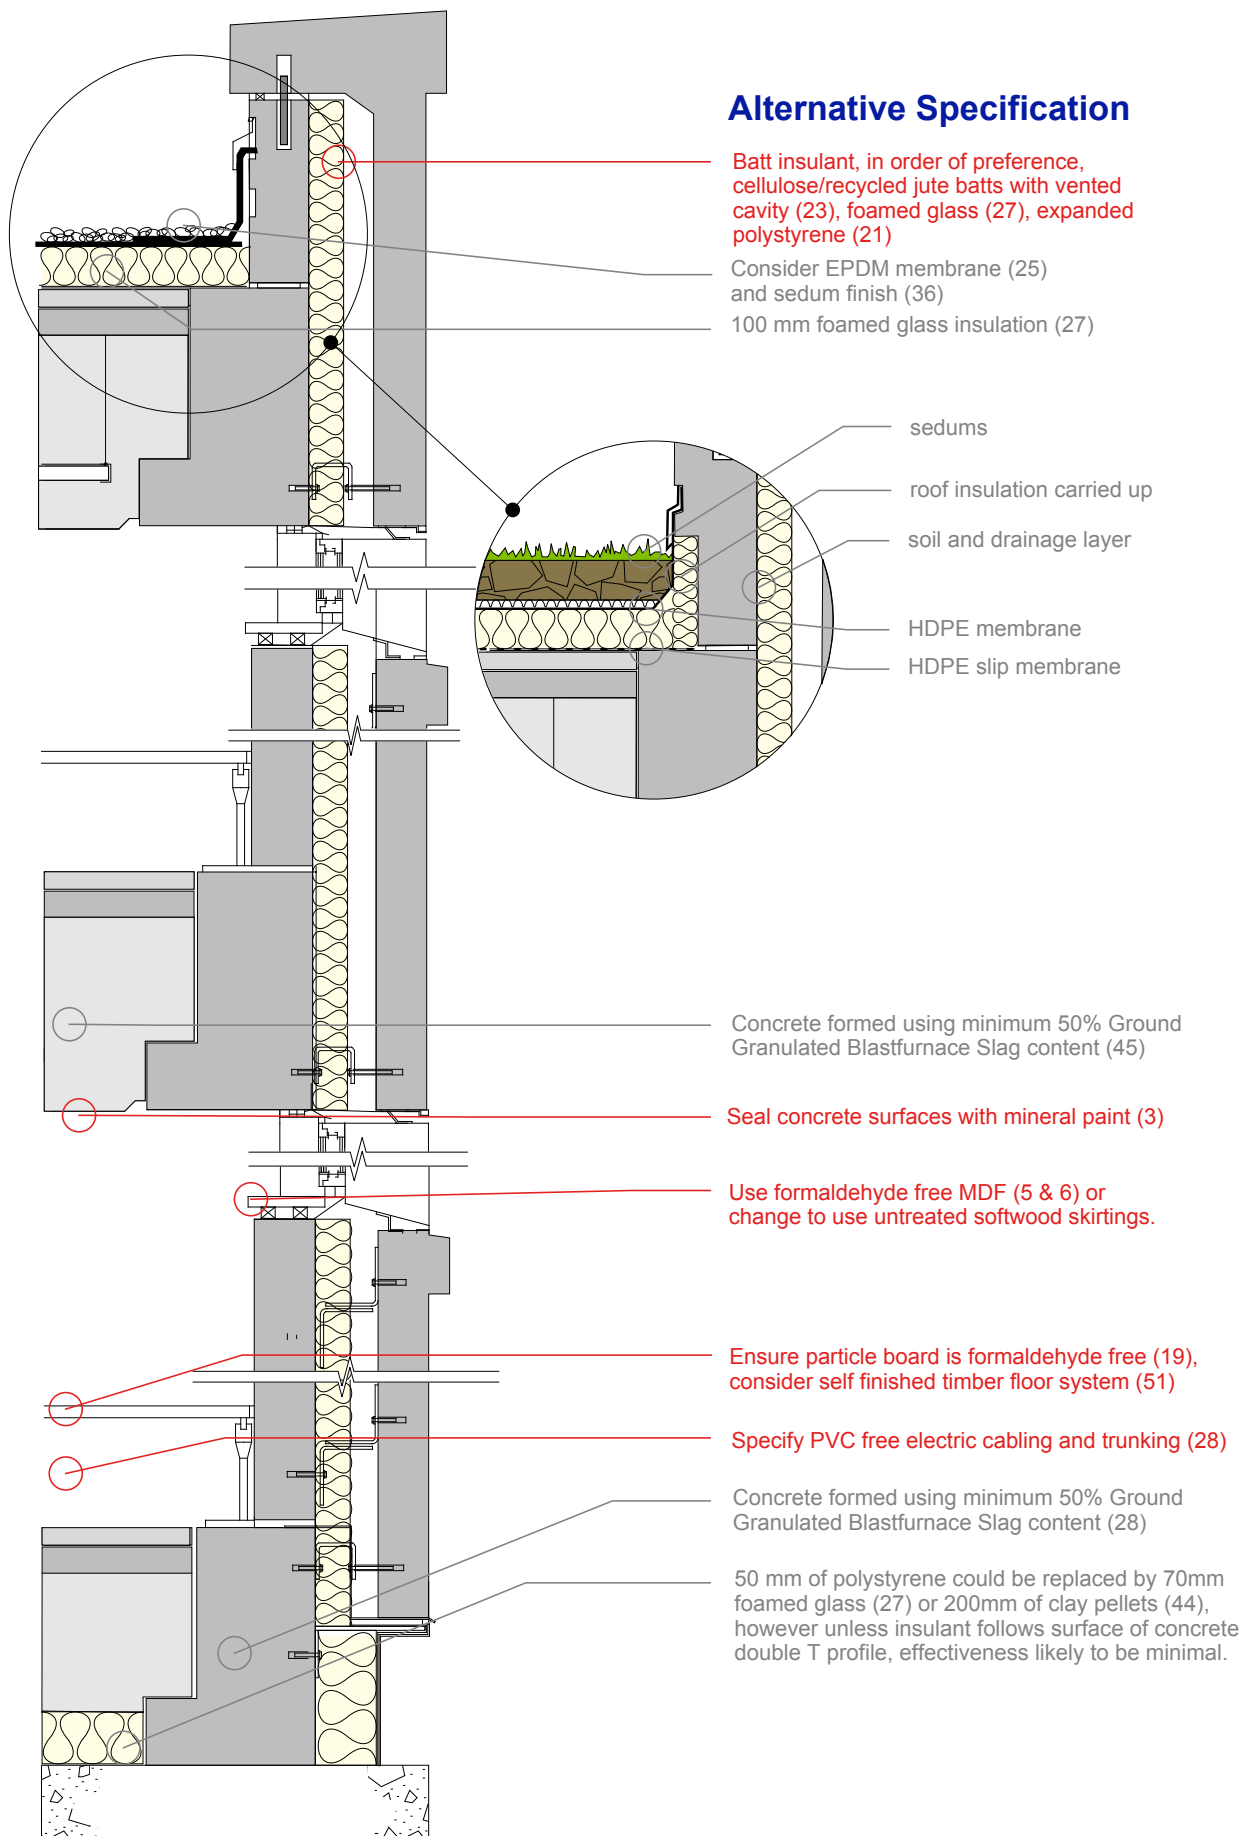 Alternative Specification
Batt insulant, in order of preference,
cellulose/recycled jute batts with vented
cavity (23), foamed glass (27), expanded
polystyrene (21)
Consider EPDM membrane (25)
and sedum finish (36)
100 mm foamed glass insulation (27)
sedums
roof insulation carried up
soil and drainage layer
HDPE membrane
HDPE slip membrane
Concrete formed using minimum 50% Ground
Granulated Blastfurnace Slag content (45)
Seal concrete surfaces with mineral paint (3)
Use formaldehyde free MDF (5 & 6) or
change to use untreated softwood skirtings.
Ensure particle board is formaldehyde free (19),
consider self finished timber floor system (51)
Specify PVC free electric cabling and trunking (28)
Concrete formed using minimum 50% Ground
Granulated Blastfurnace Slag content (28)
50 mm of polystyrene could be replaced by 70mm
foamed glass (27) or 200mm of clay pellets (44),
however unless insulant follows surface of concrete
double T profile, effectiveness likely to be minimal.